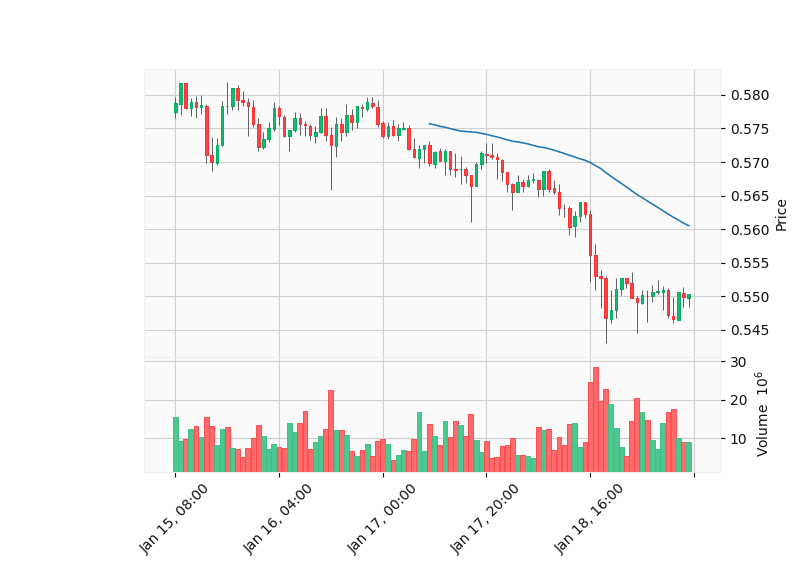 0.580
0.575
0.570
0.565
0.560
0.555
0.550
0.545
Price
30
20
10
Volume 10^6
Jan 15, 08:00
Jan 16, 04:00
Jan 17, 00:00
Jan 17, 20:00
Jan 18, 16:00